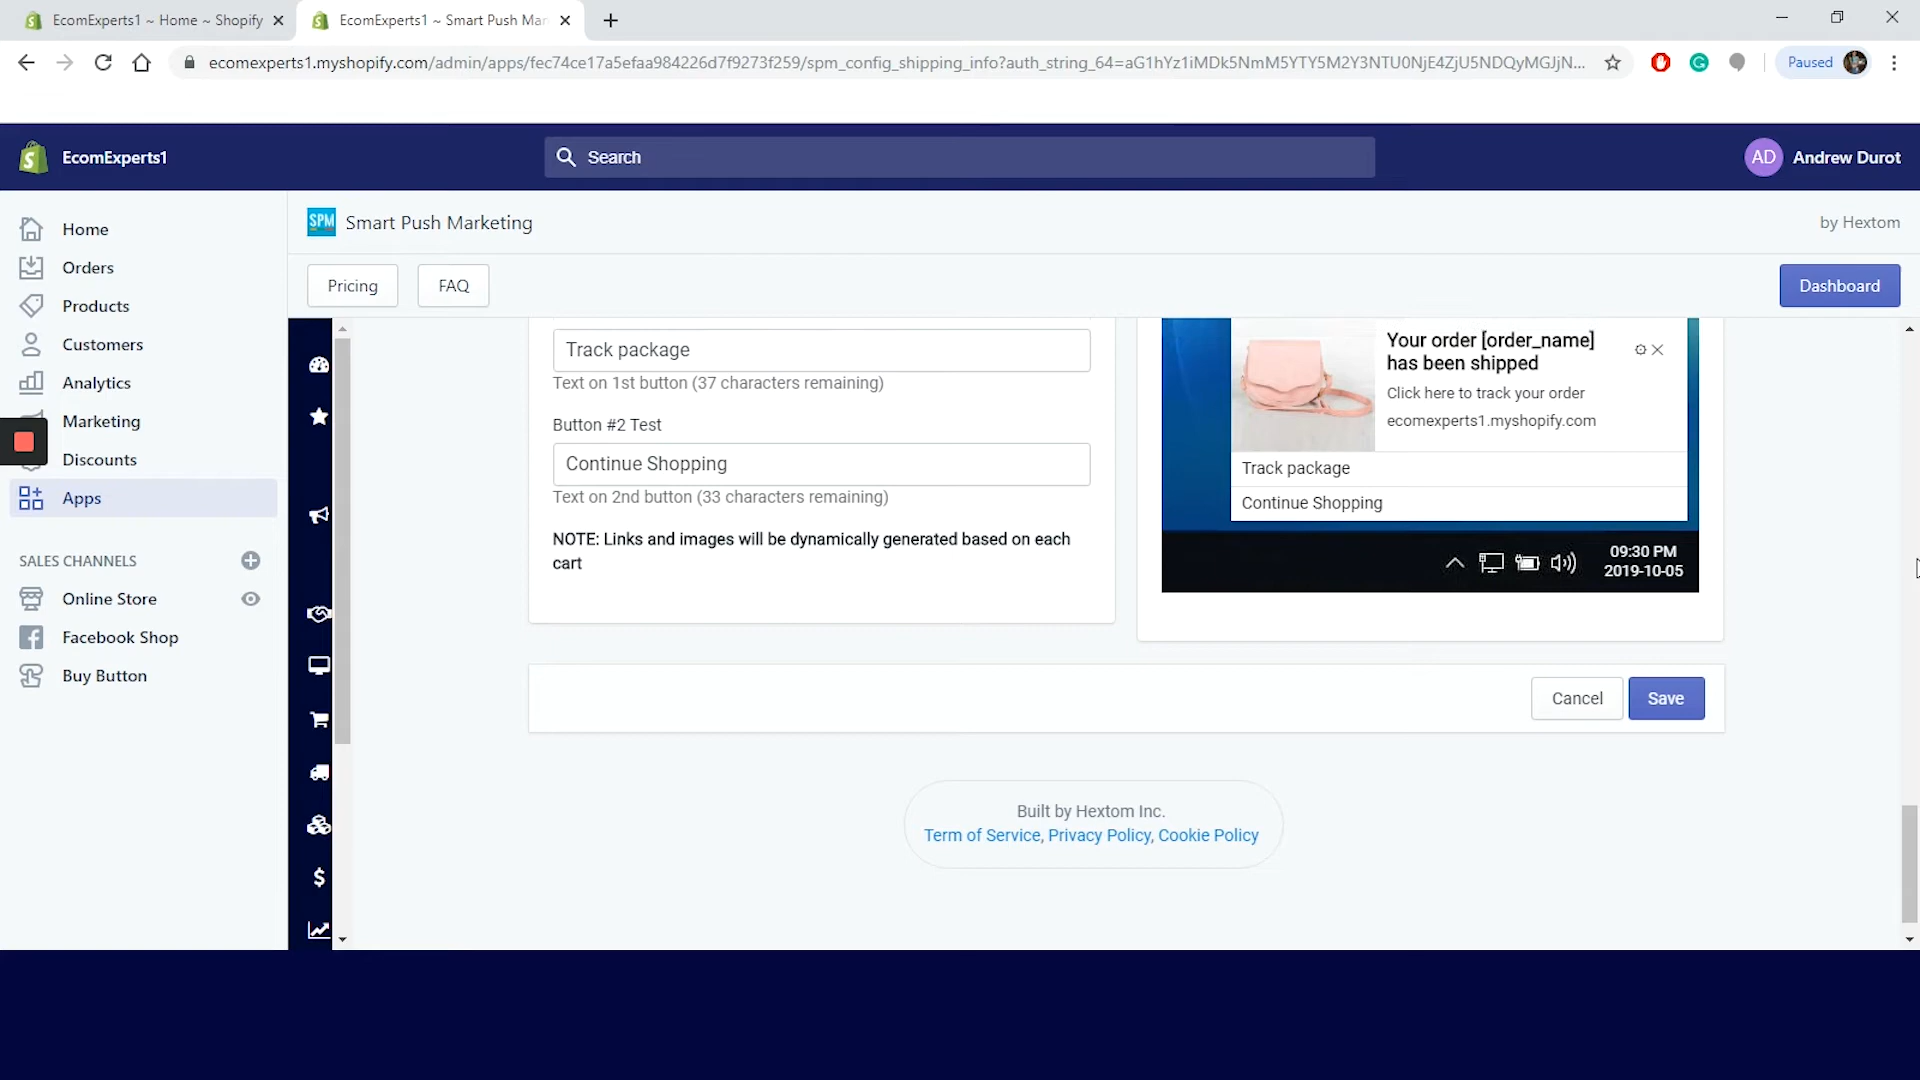 EcomExperts1 ~ Home ~ Shopify
EcomExperts1 ~ Smart Push Mar
ecomexperts1.myshopify.com/admin/apps/fec74ce17a5efaa984226d7f9273f259/spm_config_shipping_info?auth_string_64=aG1hYz1iMDk5NmM5YTY5M2Y3NTU0NjE4ZjU5NDQyMGJjN...
Paused
EcomExperts1
Search
AD
Andrew Durot
SPM
Smart Push Marketing
by Hextom
Pricing
FAQ
Dashboard
Home
Orders
Products
Customers
Analytics
Marketing
Discounts
Apps
SALES CHANNELS
Online Store
Facebook Shop
Buy Button
Track package
Text on 1st button (37 characters remaining)
Button #2 Test
Continue Shopping
Text on 2nd button (33 characters remaining)
NOTE: Links and images will be dynamically generated based on each
cart
Your order [order_name]
has been shipped
Click here to track your order
ecomexperts1.myshopify.com
Track package
Continue Shopping
09:30 PM
2019-10-05
Cancel
Save
Built by Hextom Inc.
Term of Service, Privacy Policy, Cookie Policy